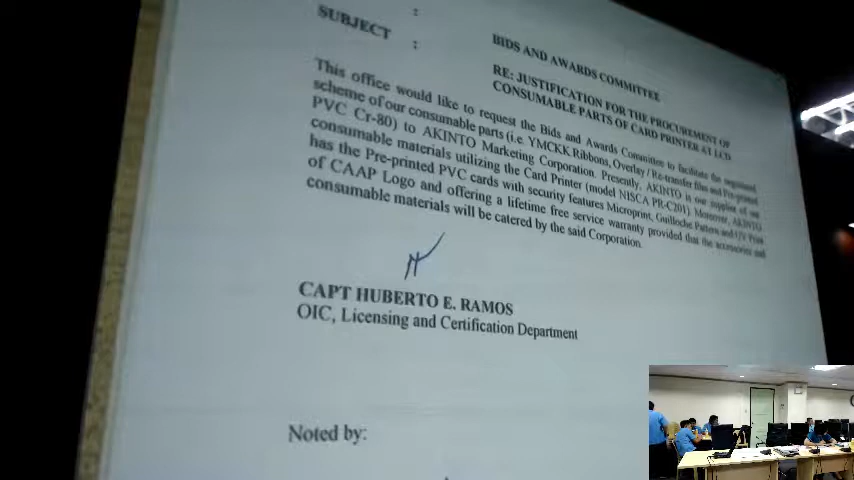 :
SUBJECT :
BIDS AND AWARDS COMMITTEE
RE: JUSTIFICATION FOR THE PROCUREMENT OF
CONSUMABLE PARTS OF CARD PRINTER AT LCD
This office would like to request the Bids and Awards Committee to facilitate the negotiated
scheme of our consumable parts (i.e. YMCKK Ribbons, Overlay / Re-transfer film and Pre-printed
PVC Cr-80) to AKINTO Marketing Corporation. Presently, AKINTO is our supplier of our
consumable materials utilizing the Card Printer (model NISCA PR-C201). Moreover, AKINTO
has the Pre-printed PVC cards with security features Microprint, Guilloche Pattern and UV Print
of CAAP Logo and offering a lifetime free service warranty provided that the accessories and
consumable materials will be catered by the said Corporation.
CAPT HUBERTO E. RAMOS
OIC, Licensing and Certification Department
Noted by: